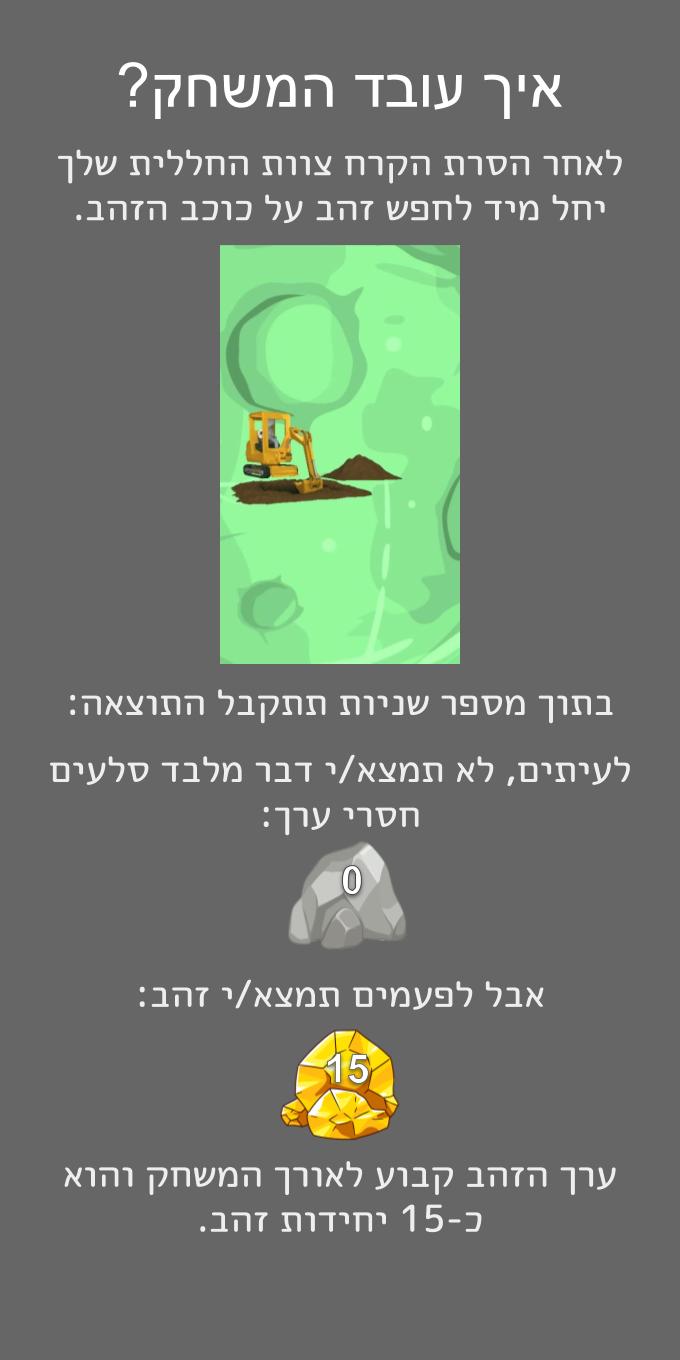 איך עובד המשחק?
לאחר הסרת הקרח צוות החללית שלך
יחל מיד לחפש זהב על כוכב הזהב.
בתוך מספר שניות תתקבל התוצאה:
לעיתים, לא תמצא/י דבר מלבד סלעים
חסרי ערך:
0
אבל לפעמים תמצא/י זהב:
15
ערך הזהב קבוע לאורך המשחק והוא
כ-15 יחידות זהב.